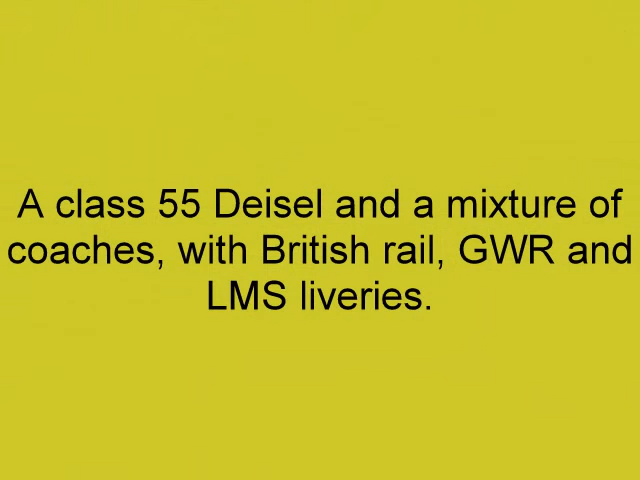 A class 55 Deisel and a mixture of
coaches, with British rail, GWR and
LMS liveries.